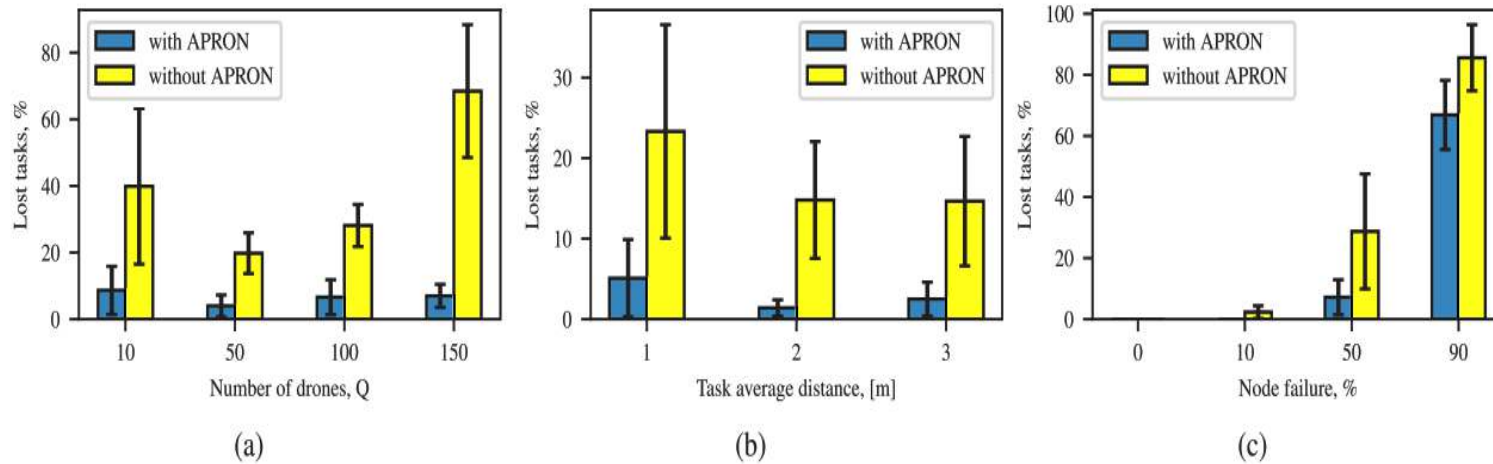 with APRON
without APRON
80
60
40
20
0
Lost tasks, %
10 50 100 150
Number of drones, Q
(a)
with APRON
without APRON
30
20
10
0
Lost tasks, %
1 2 3
Task average distance, [m]
(b)
with APRON
without APRON
100
80
60
40
20
0
Lost tasks, %
0 10 50 90
Node failure, %
(c)